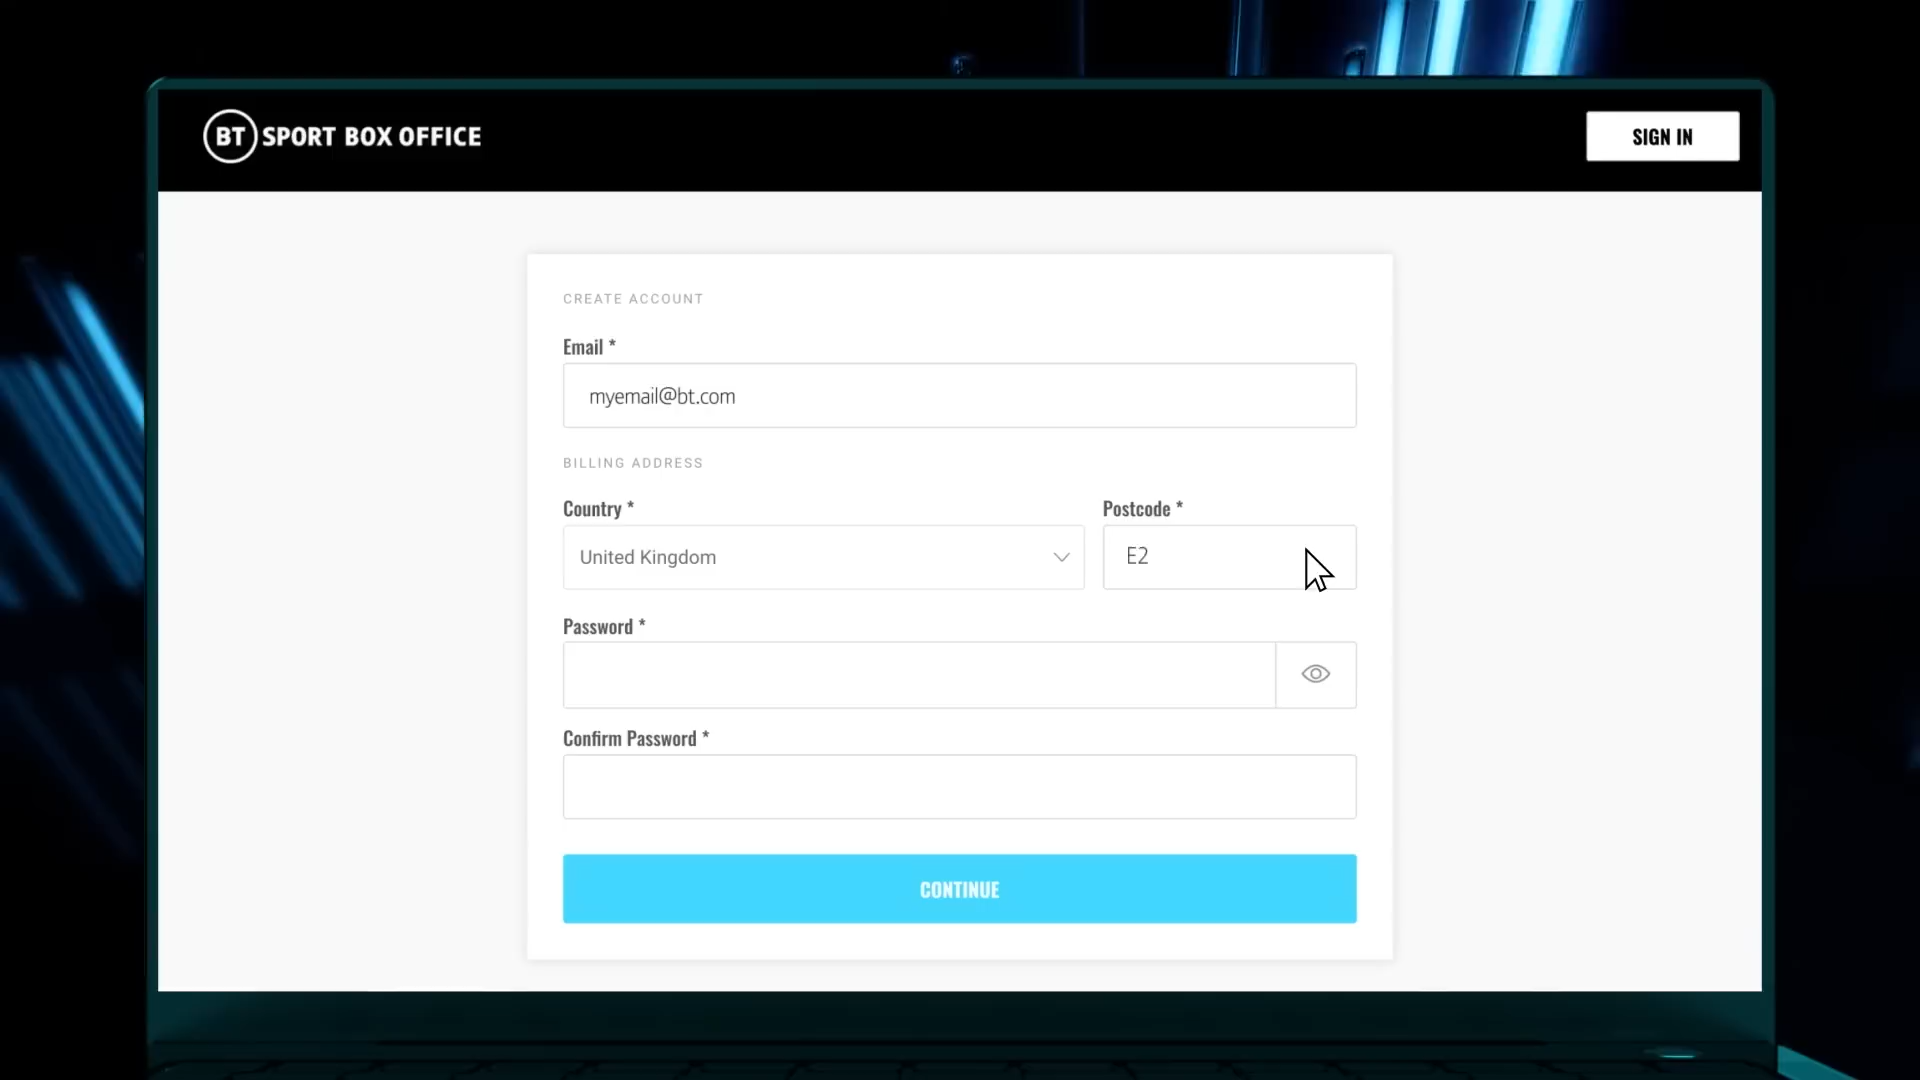 BT SPORT BOX OFFICE
SIGN IN
CREATE ACCOUNT
Email *
myemail@bt.com
BILLING ADDRESS
Country *
Postcode *
United Kingdom
E2
Password *
Confirm Password *
CONTINUE